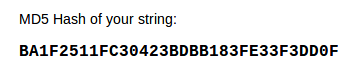 MD5 Hash of your string:
BA1F2511FC30423BDBB183FE33F3DD0F